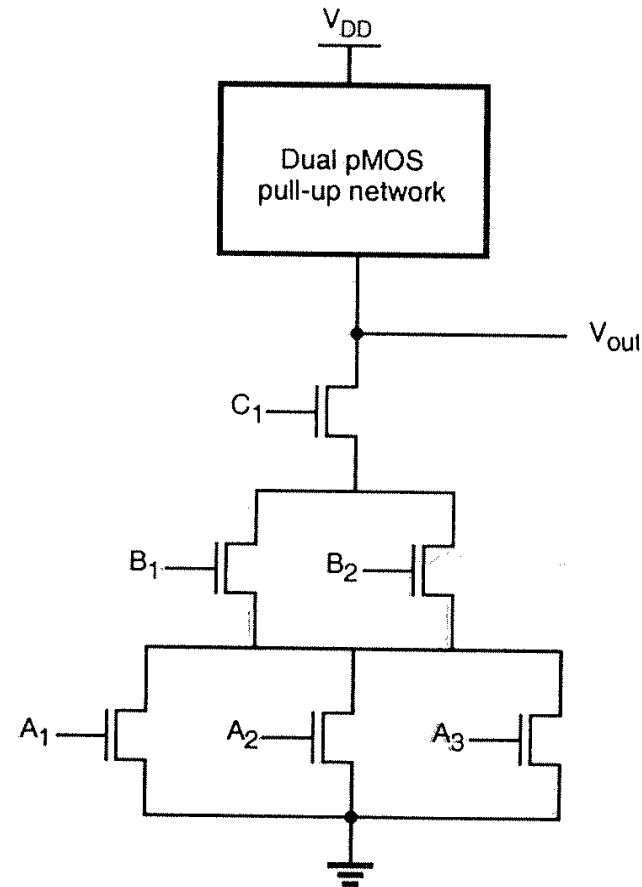 V_DD
Dual pMOS
pull-up network
V_out
C_1
B_1 B_2
A_1 A_2 A_3